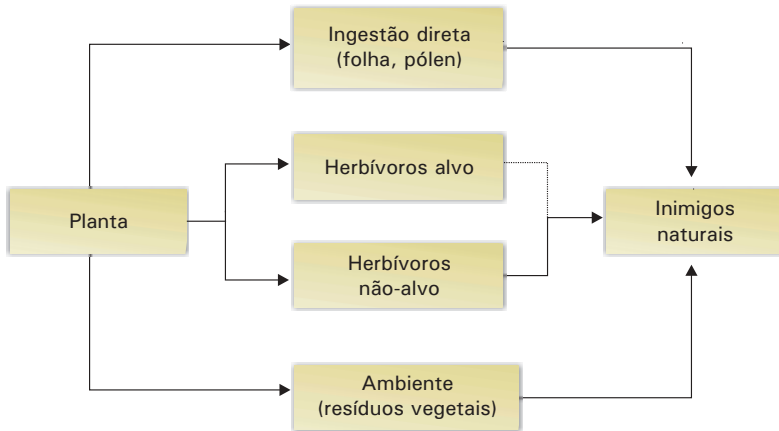 Ingestão direta
(folha, pólen)
Herbívoros alvo
Planta
Inimigos
naturais
Herbívoros
não-alvo
Ambiente
(resíduos vegetais)